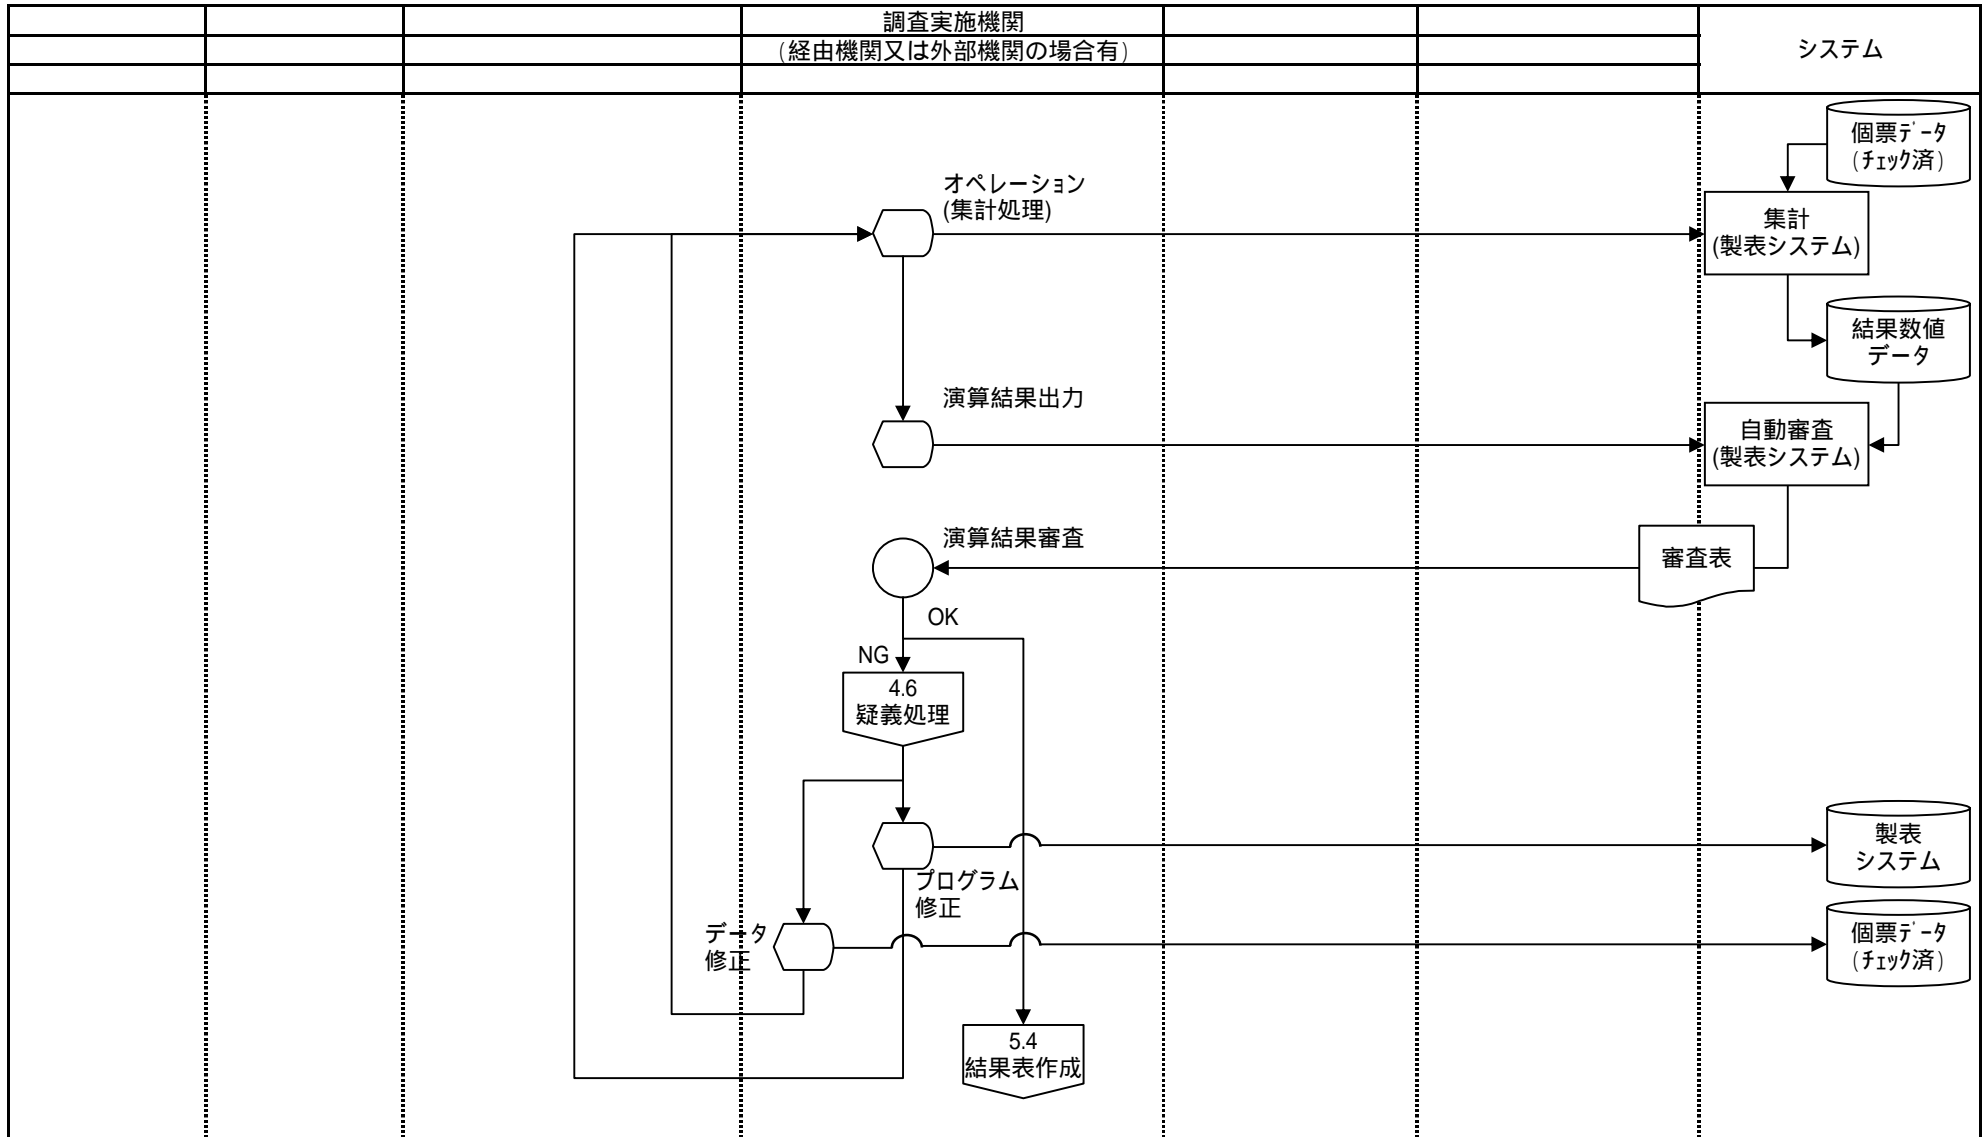 調査実施機関
(経由機関又は外部機関の場合有)
システム
個票ﾃﾞｰﾀ
(ﾁｪｯｸ済)
オペレーション
(集計処理)
集計
(製表システム)
結果数値
データ
演算結果出力
自動審査
(製表システム)
演算結果審査
審査表
OK
NG
4.6
疑義処理
製表
システム
プログラム
修正
データ
修正
個票ﾃﾞｰﾀ
(ﾁｪｯｸ済)
5.4
結果表作成